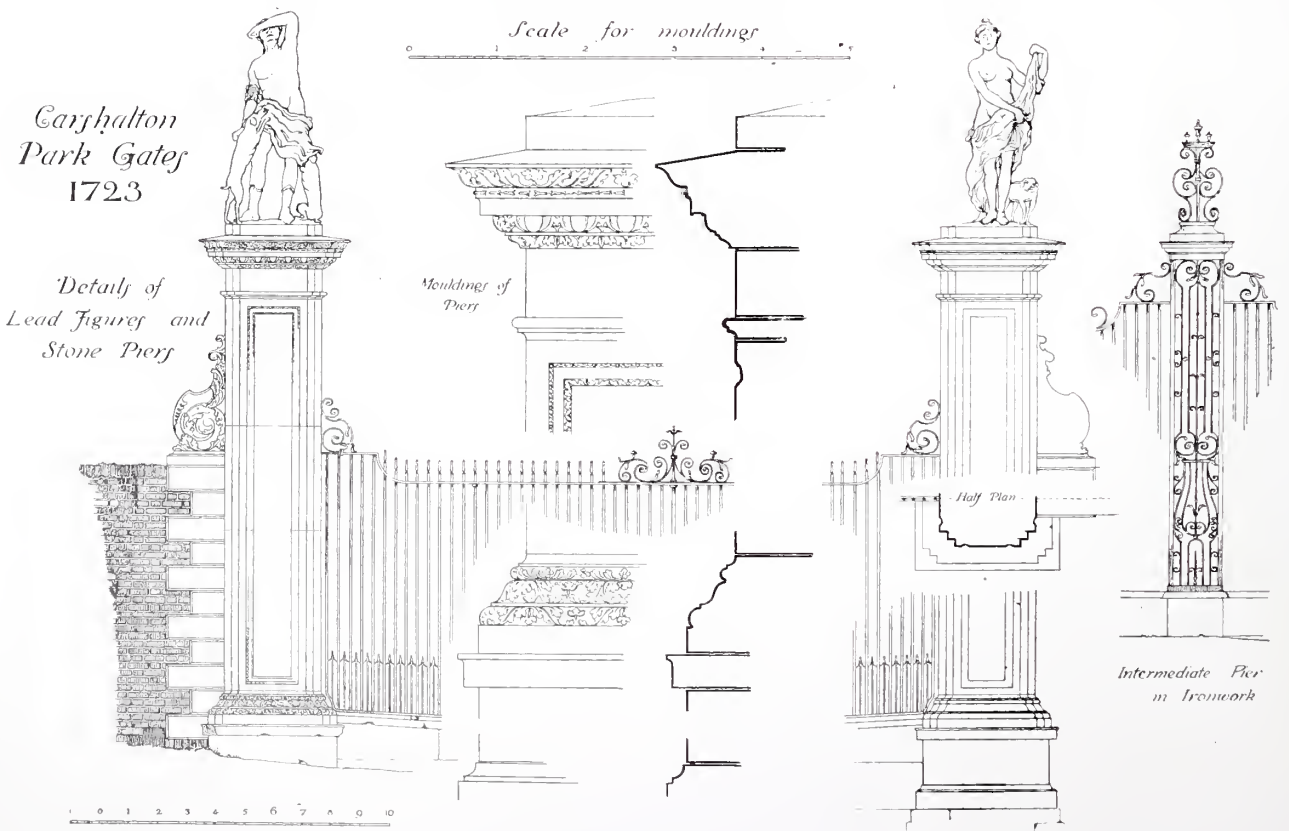 Scale for mouldings
0 1 2 3 4 5
Carshalton
Park Gates
1723
Details of
Lead Figures and
Stone Piers
Mouldings of
Piers
Half Plan
Intermediate Pier
in Ironwork
1 0 1 2 3 4 5 6 7 8 9 10